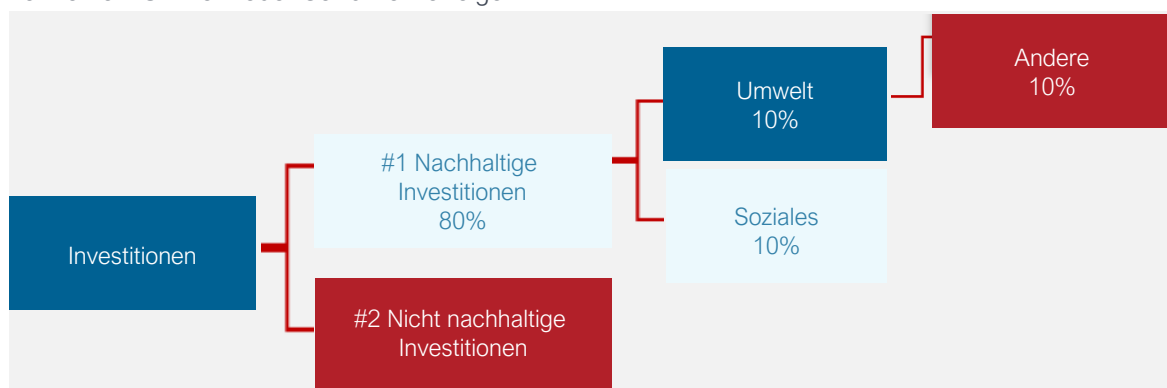 Investitionen
#1 Nachhaltige
Investitionen
80%
#2 Nicht nachhaltige
Investitionen
Umwelt
10%
Soziales
10%
Andere
10%